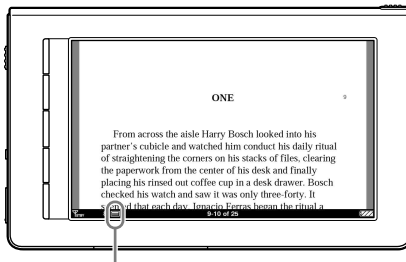 ONE
9
From across the aisle Harry Bosch looked into his
partner's cubicle and watched him conduct his daily ritual
of straightening the corners on his stacks of files, clearing
the paperwork from the center of his desk and finally
placing his rinsed out coffee cup in a desk drawer. Bosch
checked his watch and saw it was only three-forty. It
that each day, Ignacio Ferras began the ritual a
9-10 of 25